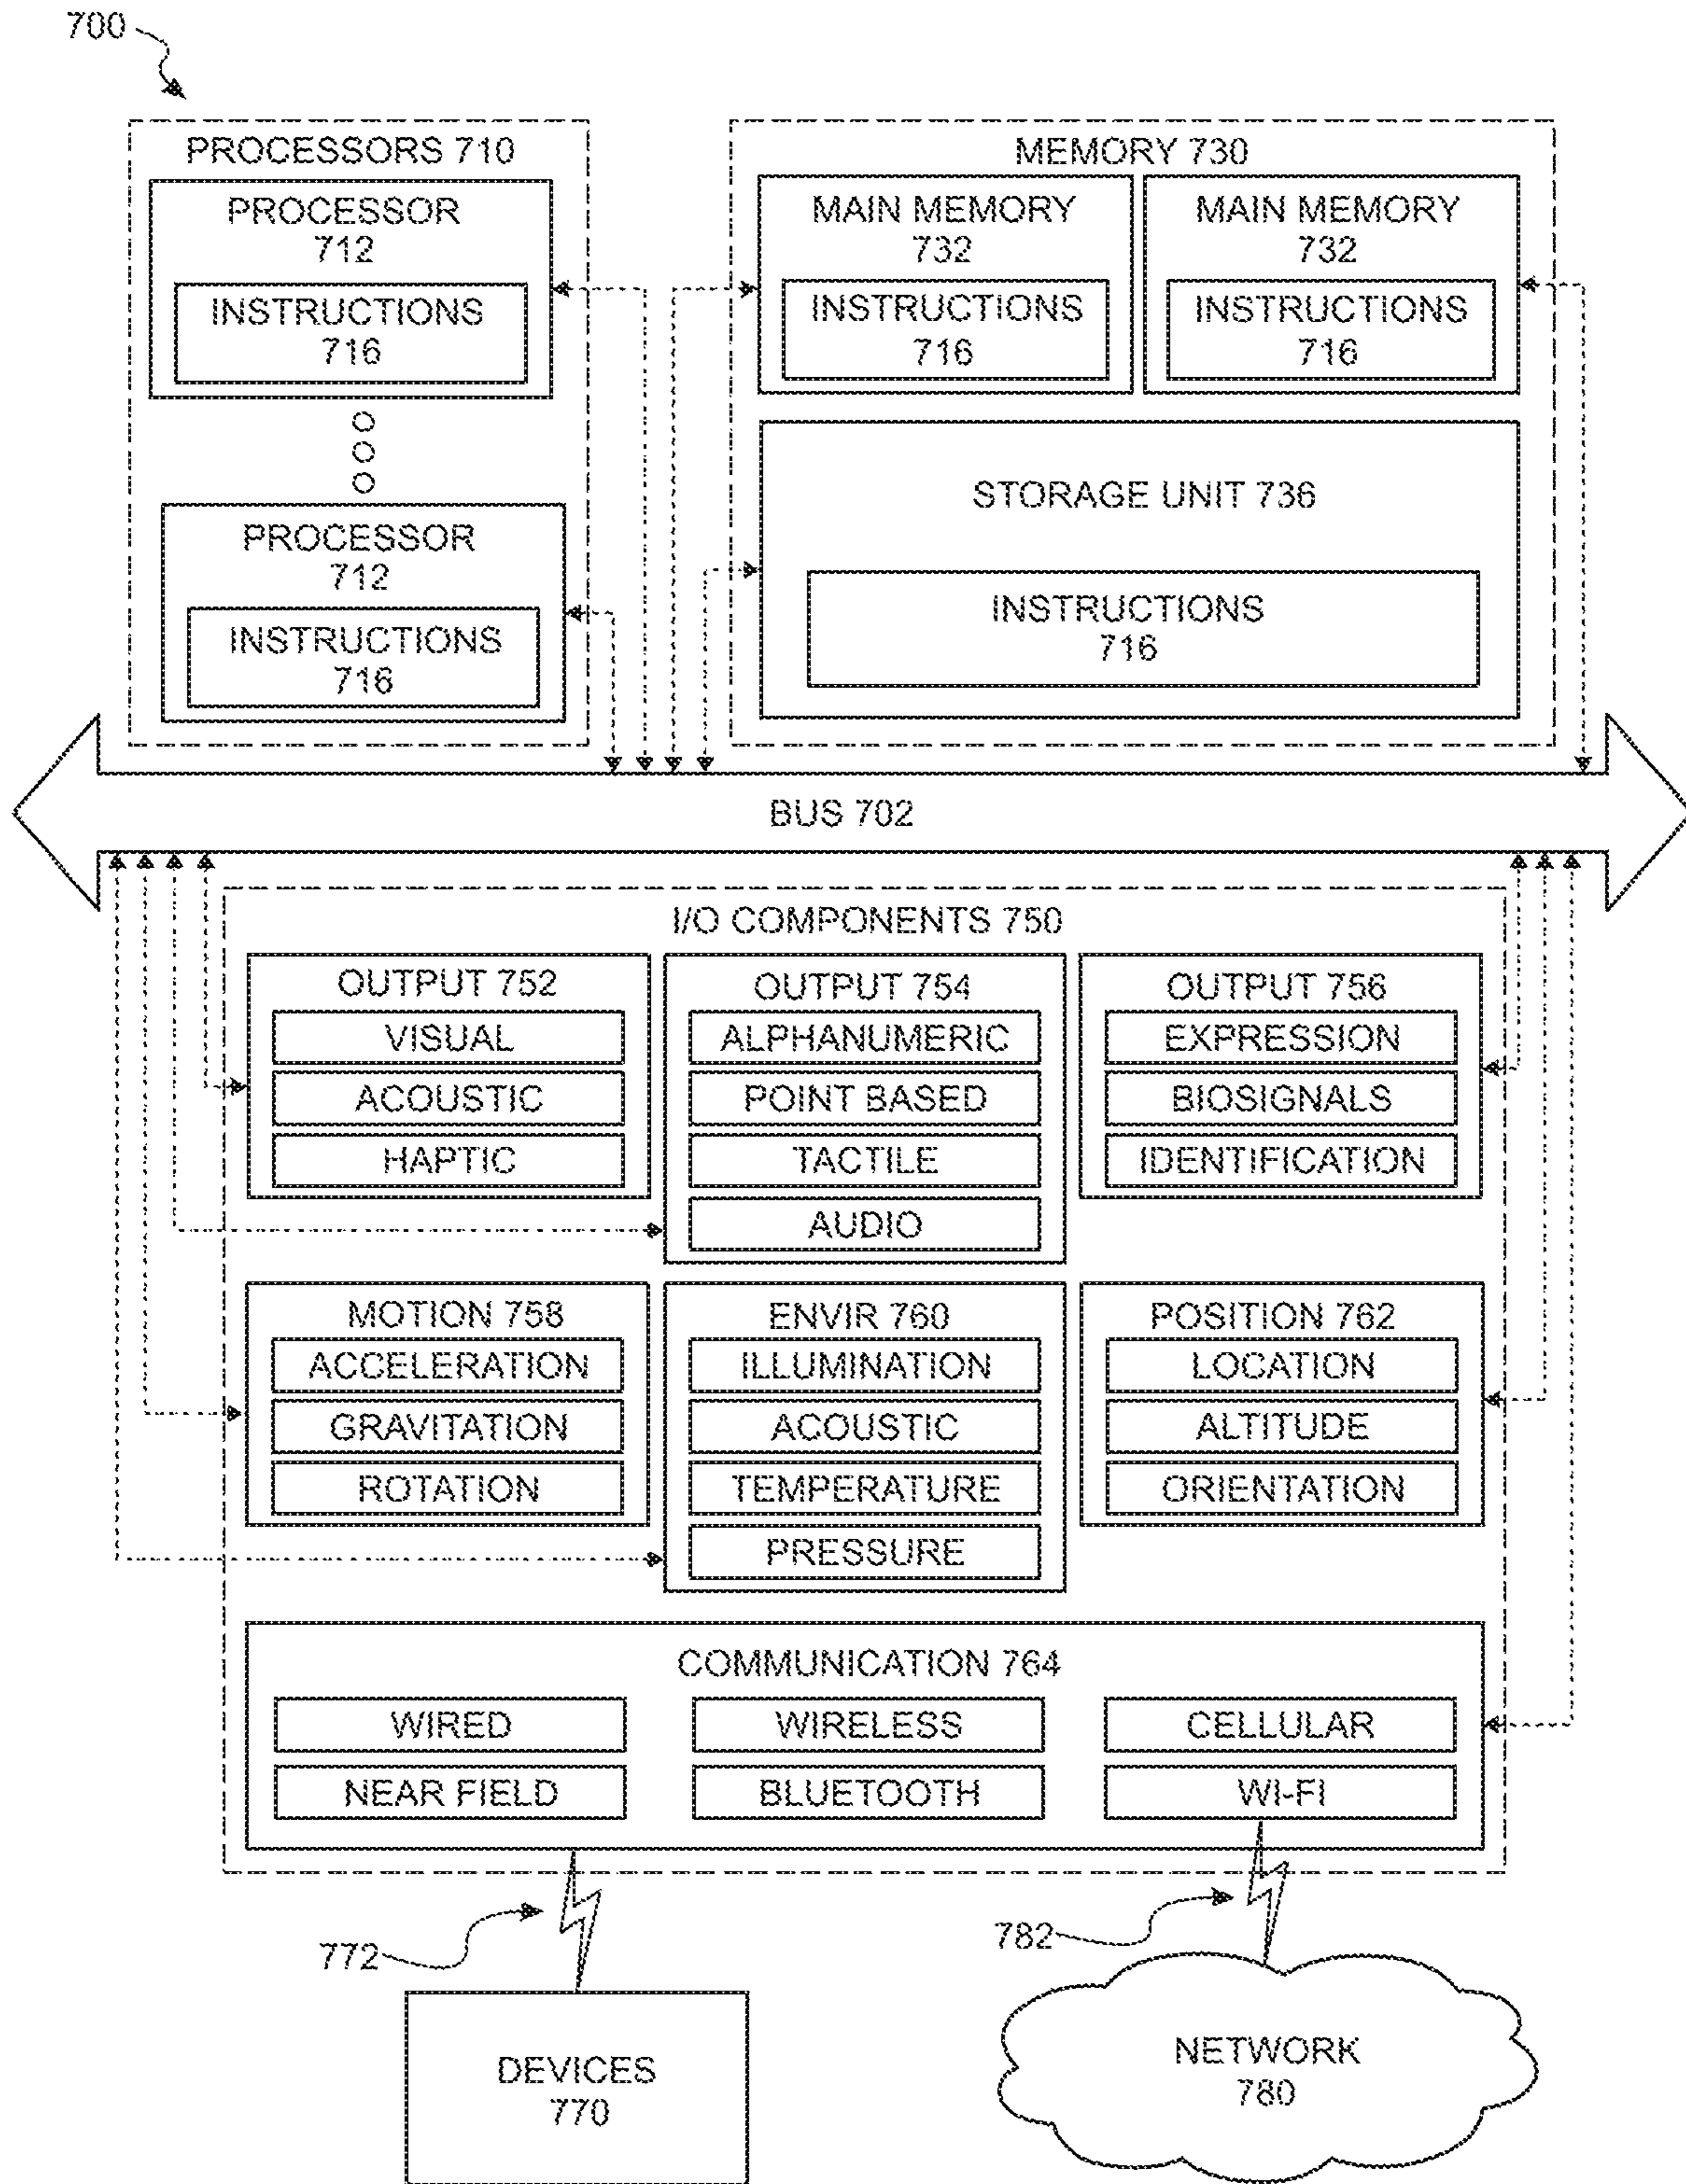 700
PROCESSORS 710
PROCESSOR
712
INSTRUCTIONS
716
PROCESSOR
712
INSTRUCTIONS
716
MEMORY 730
MAIN MEMORY
732
INSTRUCTIONS
716
MAIN MEMORY
732
INSTRUCTIONS
716
STORAGE UNIT 736
INSTRUCTIONS
716
BUS 702
I/O COMPONENTS 750
OUTPUT 752
VISUAL
ACOUSTIC
HAPTIC
OUTPUT 754
ALPHANUMERIC
POINT BASED
TACTILE
AUDIO
OUTPUT 756
EXPRESSION
BIOSIGNALS
IDENTIFICATION
MOTION 758
ACCELERATION
GRAVITATION
ROTATION
ENVIR 760
ILLUMINATION
ACOUSTIC
TEMPERATURE
PRESSURE
POSITION 762
LOCATION
ALTITUDE
ORIENTATION
COMMUNICATION 764
WIRED
WIRELESS
CELLULAR
NEAR FIELD
BLUETOOTH
WI-FI
772
782
DEVICES
770
NETWORK
780